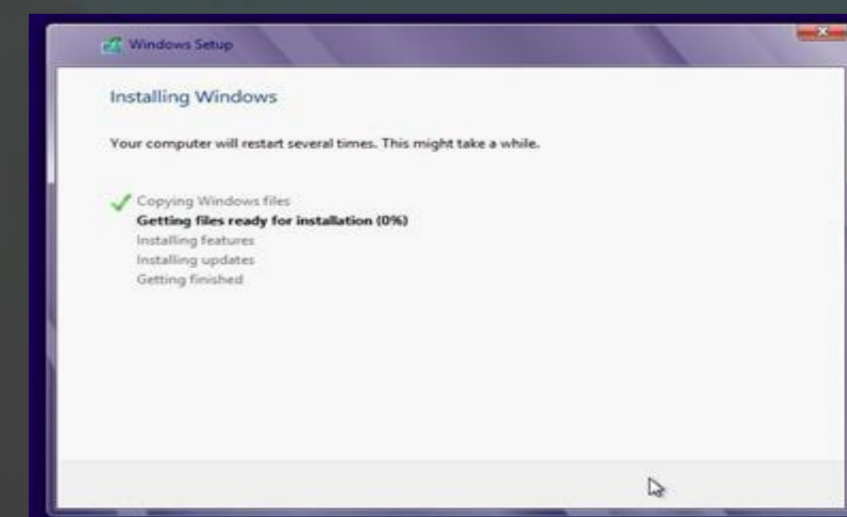 Windows Setup
Installing Windows
Your computer will restart several times. This might take a while.
Copying Windows files
Getting files ready for installation (0%)
Installing features
Installing updates
Getting finished